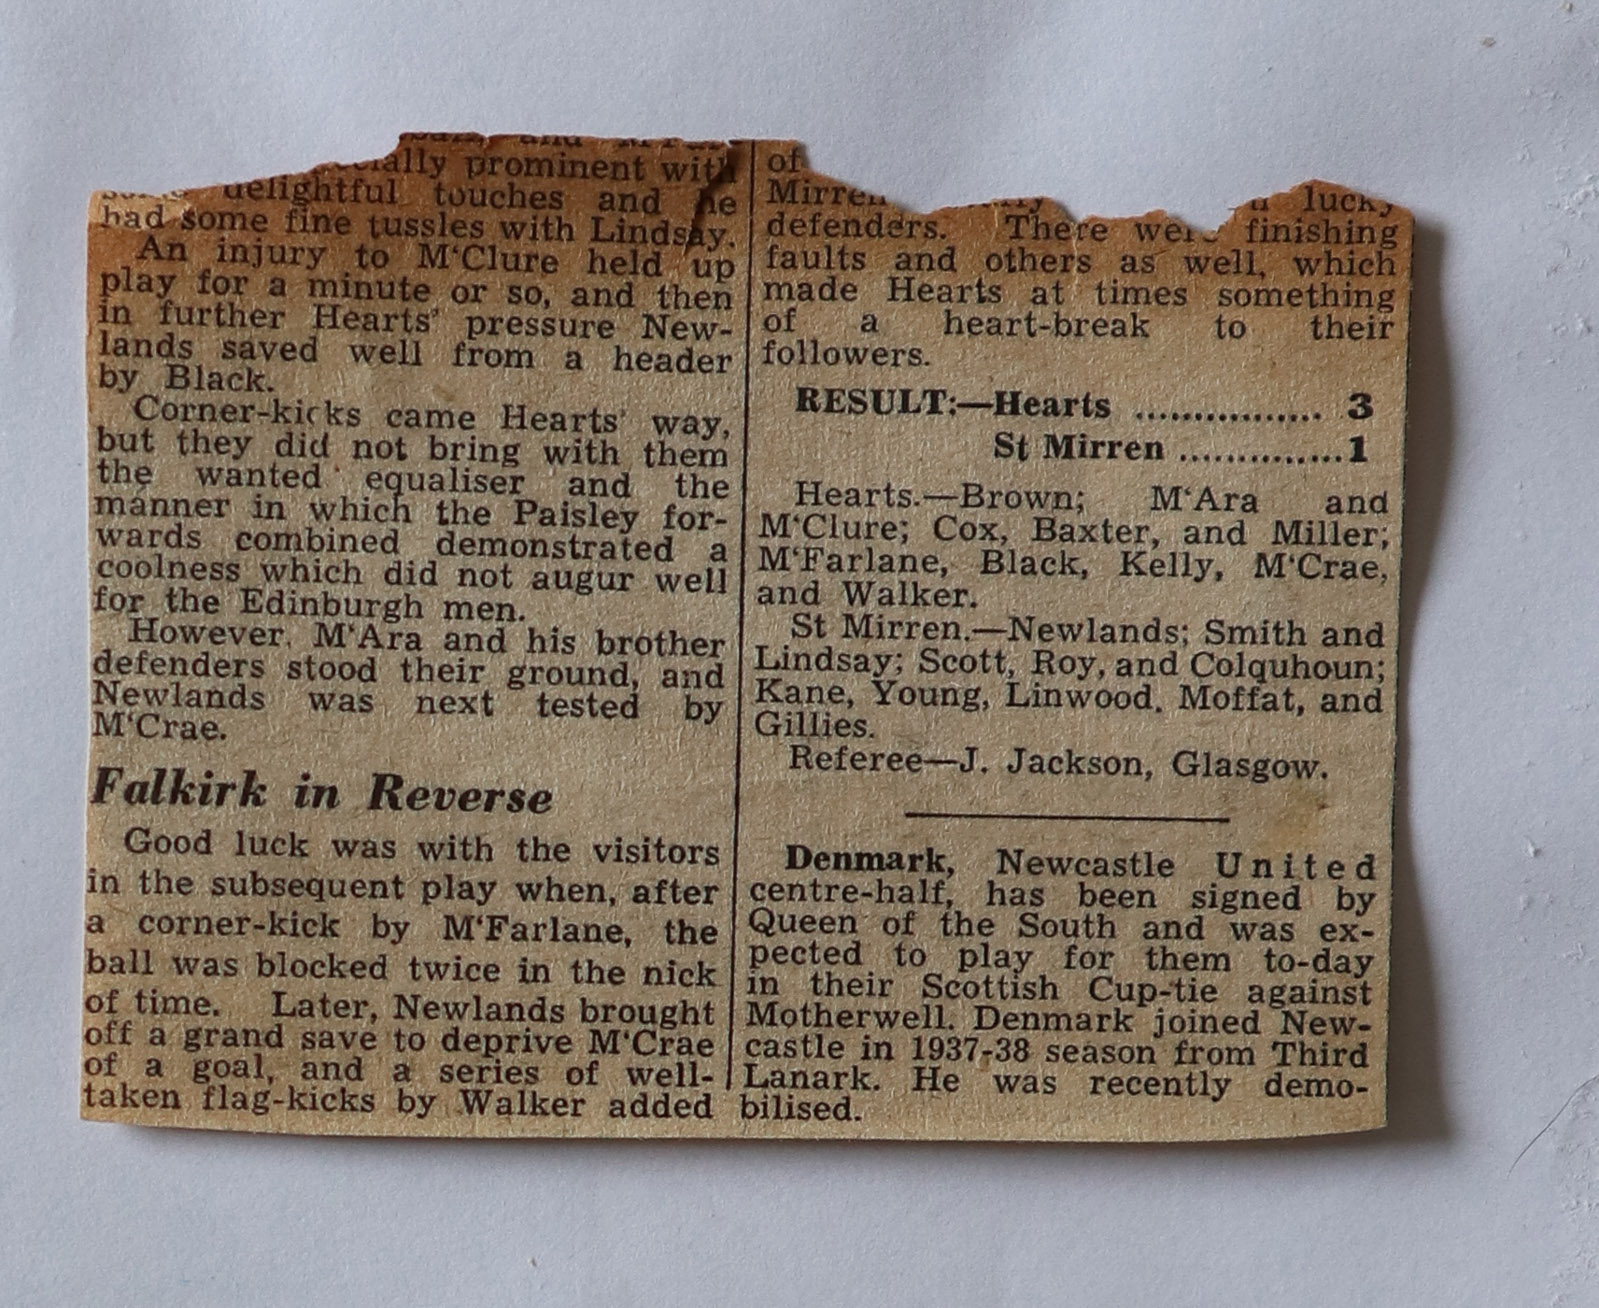 prominent with
delightful touches and he
had some fine tussles with Lindsay.
An injury to M‘Clure held up
play for a minute or so, and then
in further Hearts’ pressure New-
lands saved well from a header
by Black.
Corner-kicks came Hearts’ way,
but they did not bring with them
the wanted equaliser and the
manner in which the Paisley for-
wards combined demonstrated a
coolness which did not augur well
for the Edinburgh men.
However, M‘Ara and his brother
defenders stood their ground, and
Newlands was next tested by
M‘Crae.
Falkirk in Reverse
Good luck was with the visitors
in the subsequent play when, after
a corner-kick by M‘Farlane, the
ball was blocked twice in the nick
of time. Later, Newlands brought
off a grand save to deprive M‘Crae
of a goal, and a series of well-
taken flag-kicks by Walker added
of
Mirren lucky
defenders. There were finishing
faults and others as well, which
made Hearts at times something
of a heart-break to their
followers.
RESULT:—Hearts ................ 3
St Mirren ..............1
Hearts.—Brown; M‘Ara and
M‘Clure; Cox, Baxter, and Miller;
M‘Farlane, Black, Kelly, M‘Crae,
and Walker.
St Mirren.—Newlands; Smith and
Lindsay; Scott, Roy, and Colquhoun;
Kane, Young, Linwood, Moffat, and
Gillies.
Referee—J. Jackson, Glasgow.
Denmark, Newcastle United
centre-half, has been signed by
Queen of the South and was ex-
pected to play for them to-day
in their Scottish Cup-tie against
Motherwell. Denmark joined New-
castle in 1937-38 season from Third
Lanark. He was recently demo-
bilised.